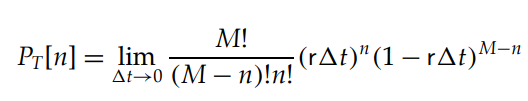 P_T[n] = lim_{Δt→0} M! / ((M − n)!n!) (rΔt)^n (1 − rΔt)^{M−n}